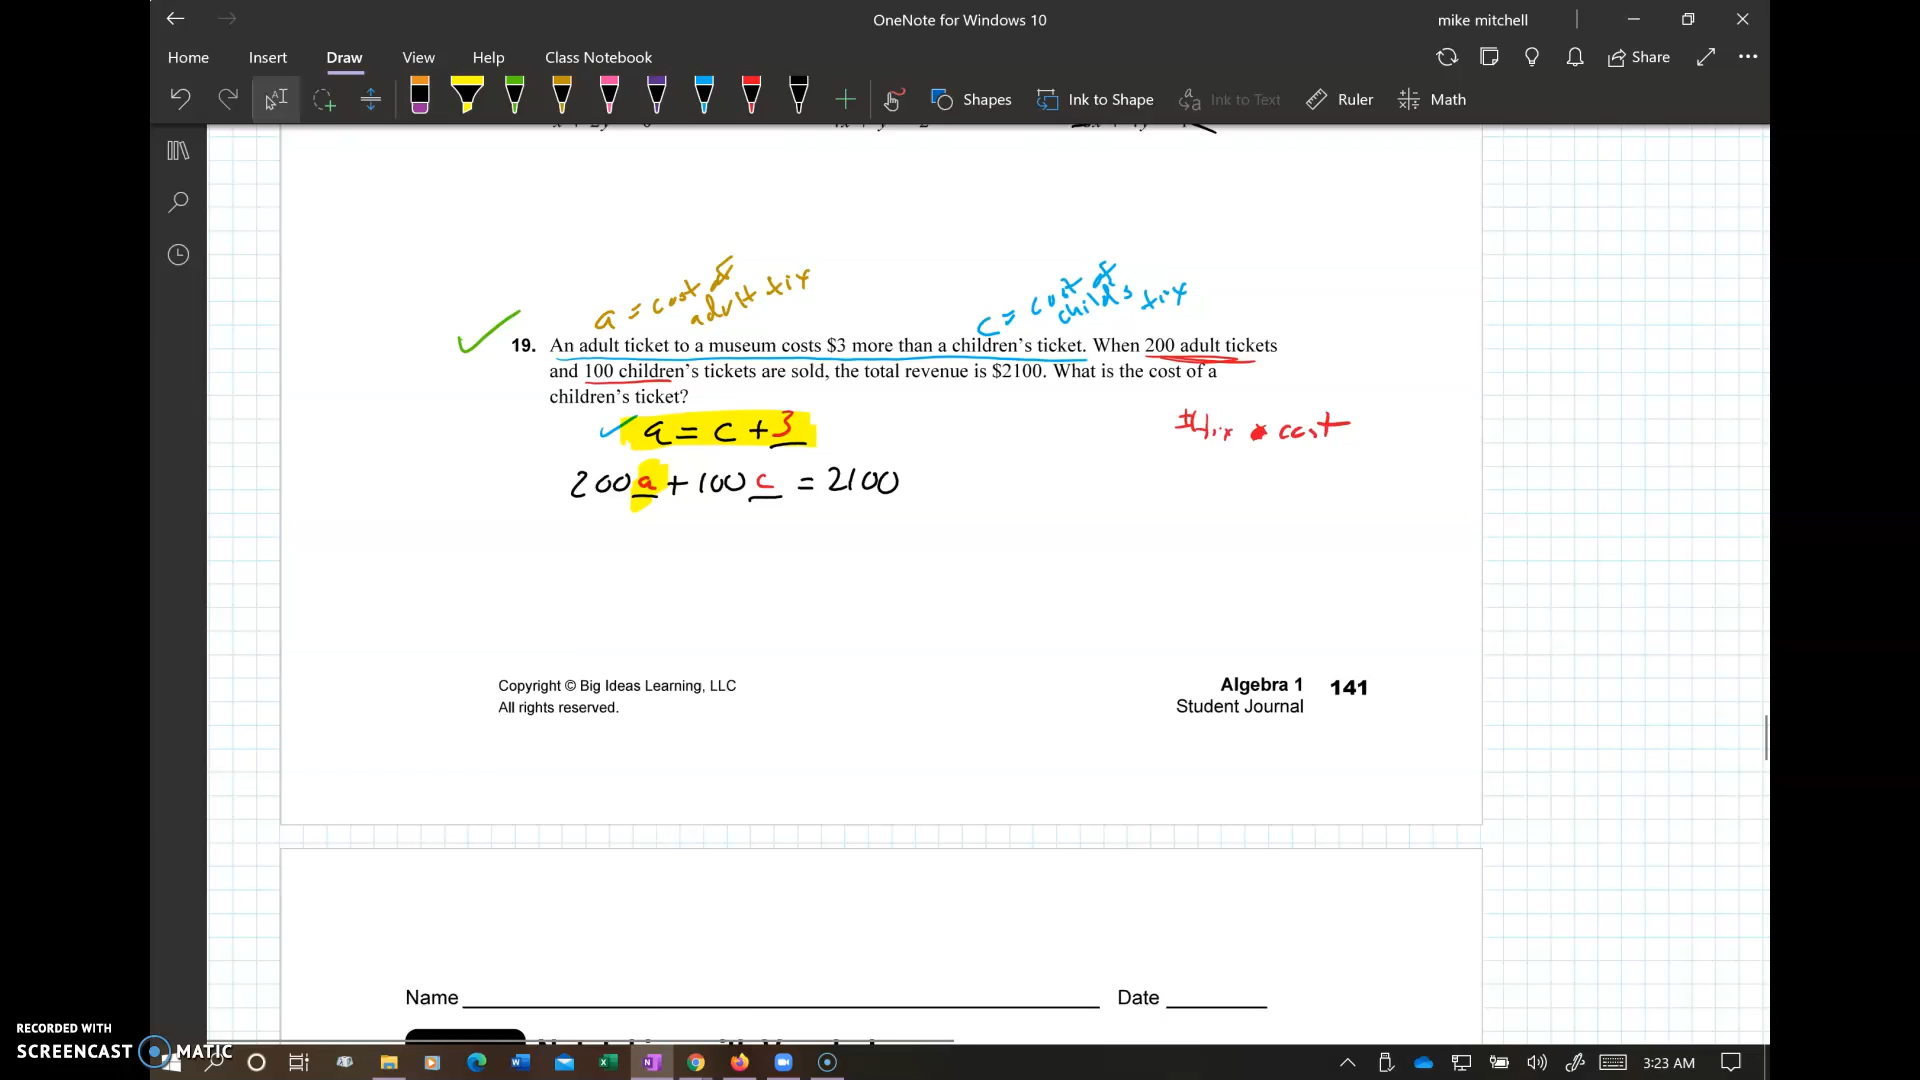 OneNote for Windows 10
mike mitchell
Home Insert Draw View Help Class Notebook
Share
Shapes Ink to Shape Ink to Text Ruler Math
a = cost of
adult tix
c = cost of
child's tix
19. An adult ticket to a museum costs $3 more than a children's ticket. When 200 adult tickets
and 100 children's tickets are sold, the total revenue is $2100. What is the cost of a
children's ticket?
a = c + 3
#tix • cost
200a + 100c = 2100
Copyright © Big Ideas Learning, LLC
All rights reserved.
Algebra 1 141
Student Journal
Name Date
RECORDED WITH
SCREENCAST MATIC
3:23 AM